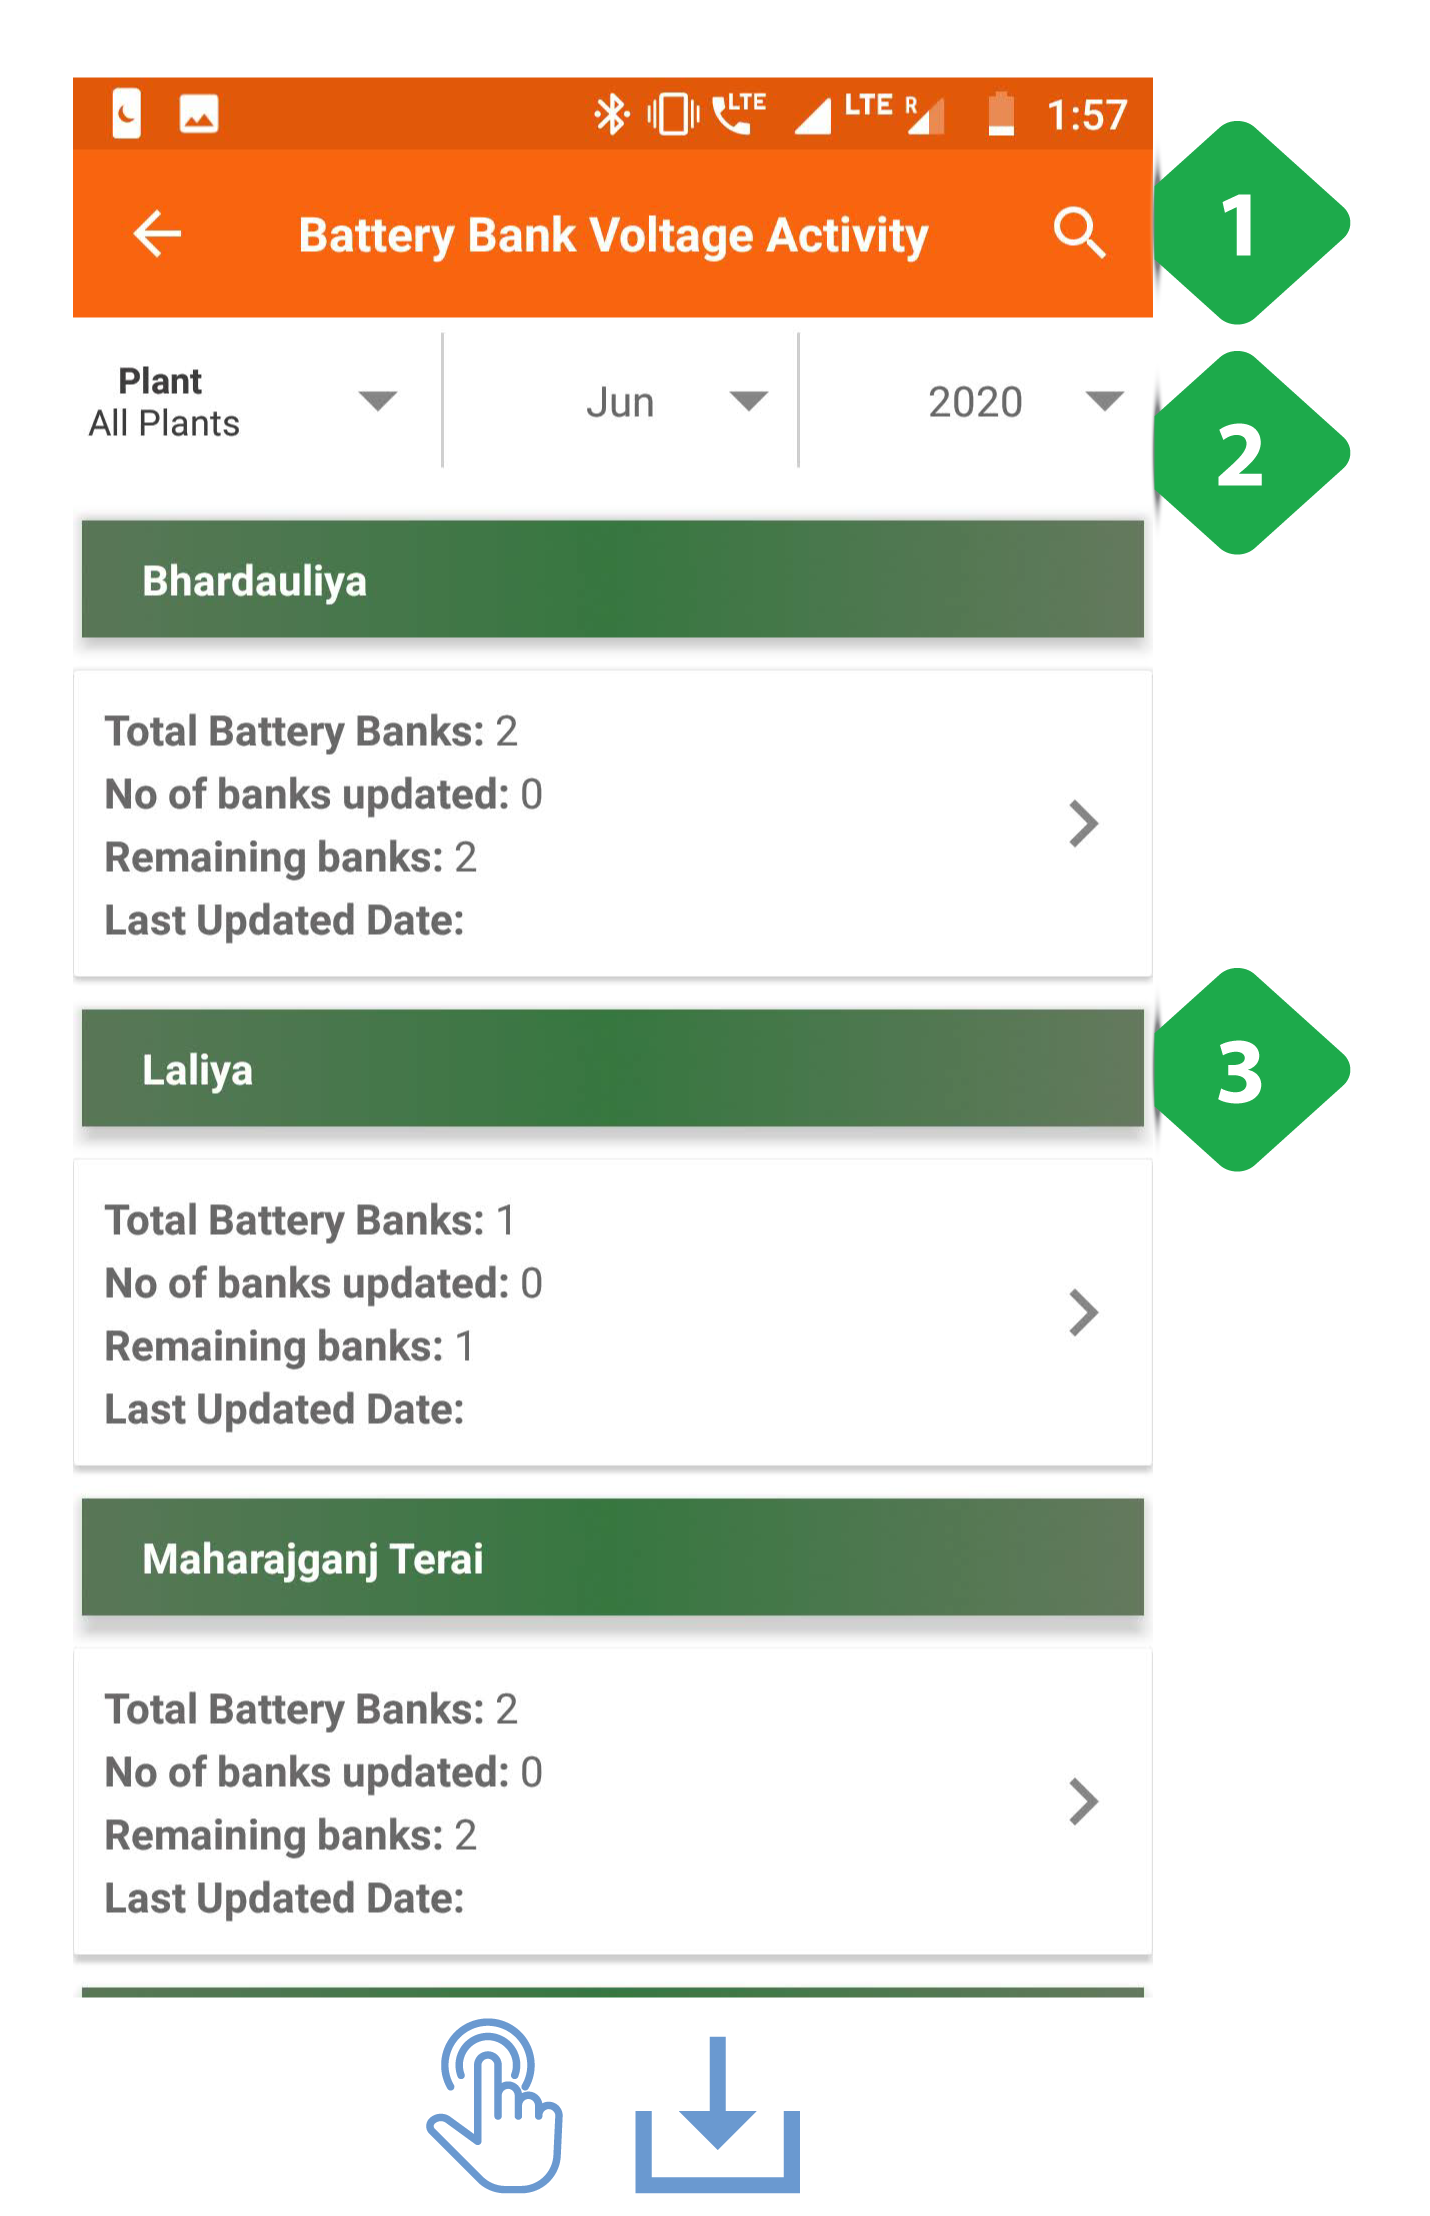 LTE LTE R 1:57
Battery Bank Voltage Activity
1
Plant
All Plants
Jun
2020
2
Bhardauliya
Total Battery Banks: 2
No of banks updated: 0
Remaining banks: 2
Last Updated Date:
Laliya
3
Total Battery Banks: 1
No of banks updated: 0
Remaining banks: 1
Last Updated Date:
Maharajganj Terai
Total Battery Banks: 2
No of banks updated: 0
Remaining banks: 2
Last Updated Date: